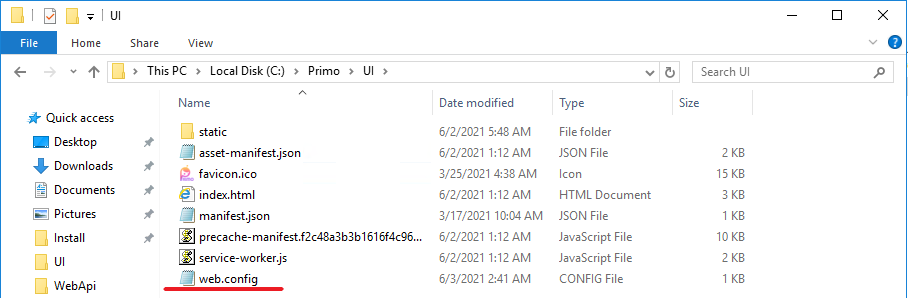 UI
File Home Share View
This PC Local Disk (C:) Primo UI Search UI
Name Date modified Type Size
Quick access
Desktop
Downloads
Documents
Pictures
Install
UI
WebApi
static 6/2/2021 5:48 AM File folder
asset-manifest.json 6/2/2021 1:12 AM JSON File 2 KB
favicon.ico 3/25/2021 4:38 AM Icon 15 KB
index.html 6/2/2021 1:12 AM HTML Document 3 KB
manifest.json 3/17/2021 10:04 AM JSON File 1 KB
precache-manifest.f2c48a3b3b1616f4c96... 6/2/2021 1:12 AM JavaScript File 10 KB
service-worker.js 6/2/2021 1:12 AM JavaScript File 2 KB
web.config 6/3/2021 2:41 AM CONFIG File 1 KB